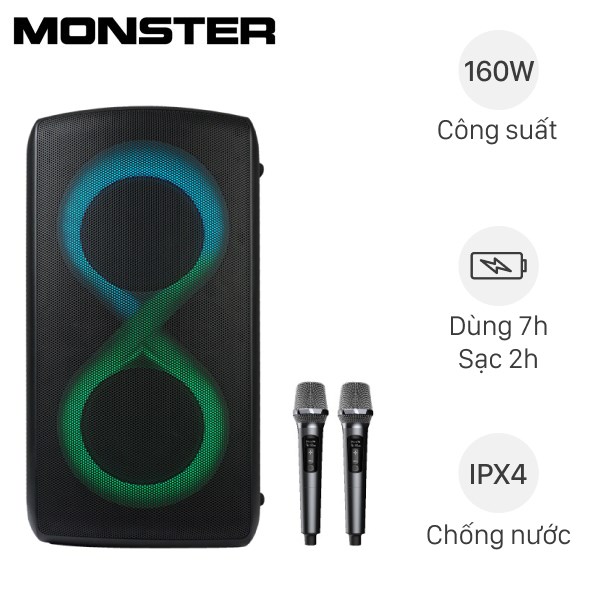 MONSTER
160W
Công suất
Dùng 7h
Sạc 2h
IPX4
Chống nước